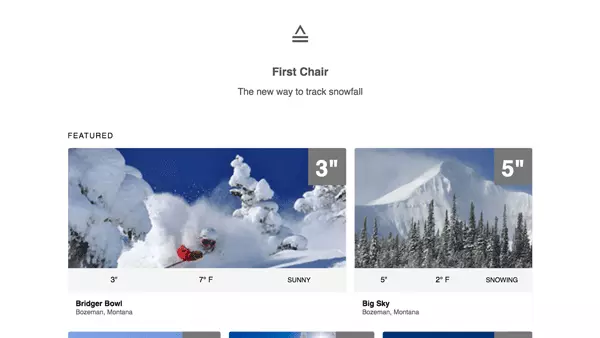 First Chair
The new way to track snowfall
FEATURED
3"
5"
3" 7° F SUNNY
5" 2° F SNOWING
Bridger Bowl
Bozeman, Montana
Big Sky
Bozeman, Montana